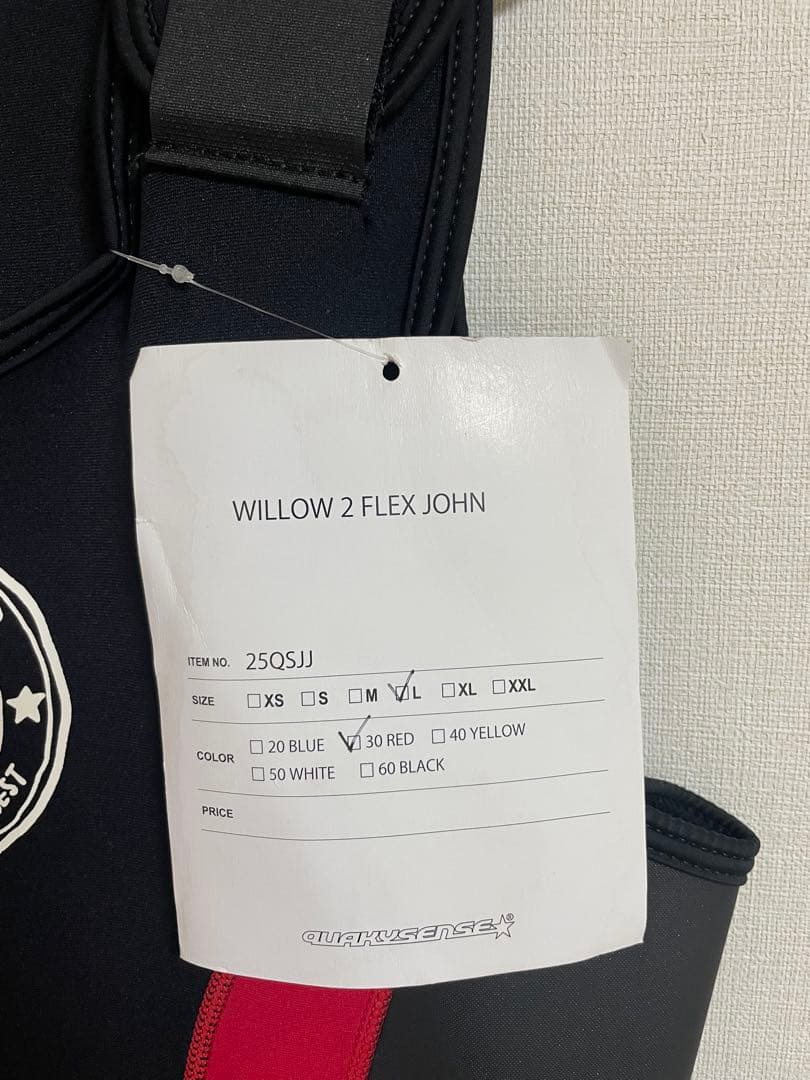 WILLOW 2 FLEX JOHN
ITEM NO. 25QSJJ
SIZE □XS □S □M ☑L □XL □XXL
COLOR □ 20 BLUE ☑ 30 RED □ 40 YELLOW
□ 50 WHITE □ 60 BLACK
PRICE
QUAKYSENSE®